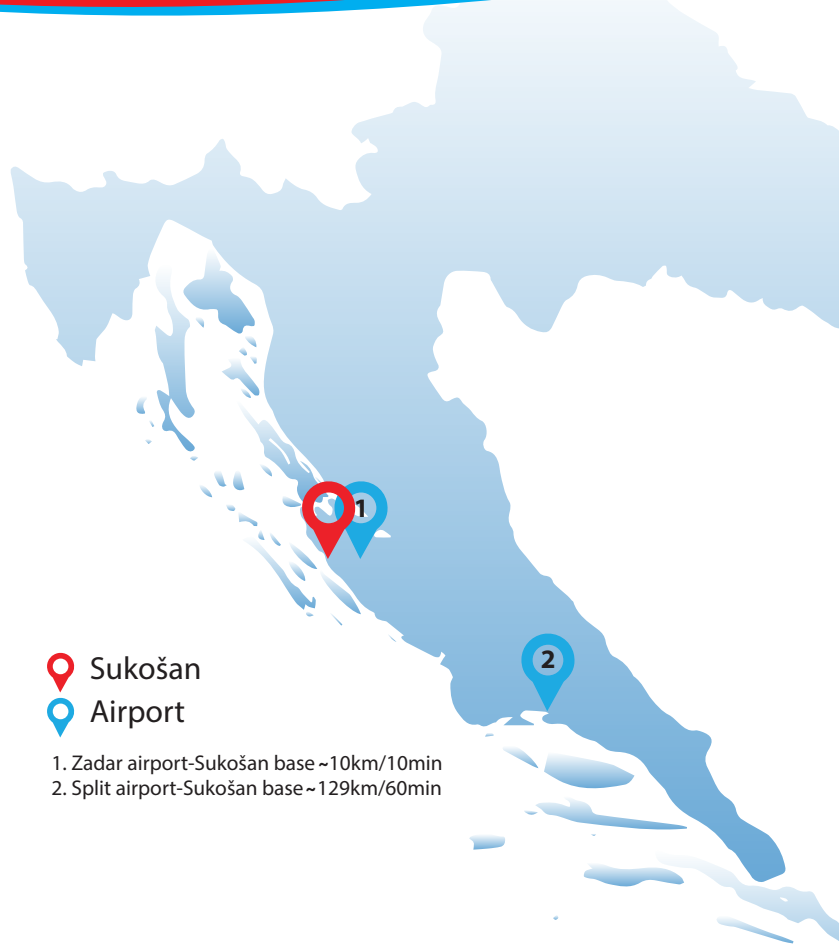 1
2
Sukošan
Airport
1. Zadar airport-Sukošan base ~10km/10min
2. Split airport-Sukošan base ~129km/60min